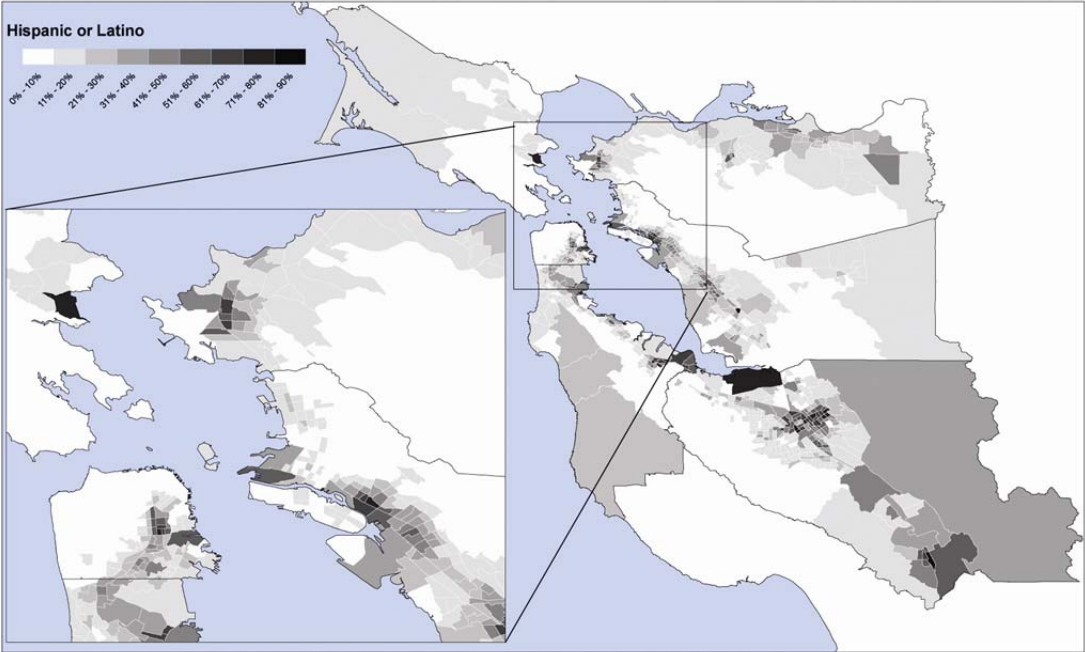 Hispanic or Latino
0% - 10%
11% - 20%
21% - 30%
31% - 40%
41% - 50%
51% - 60%
61% - 70%
71% - 80%
81% - 90%